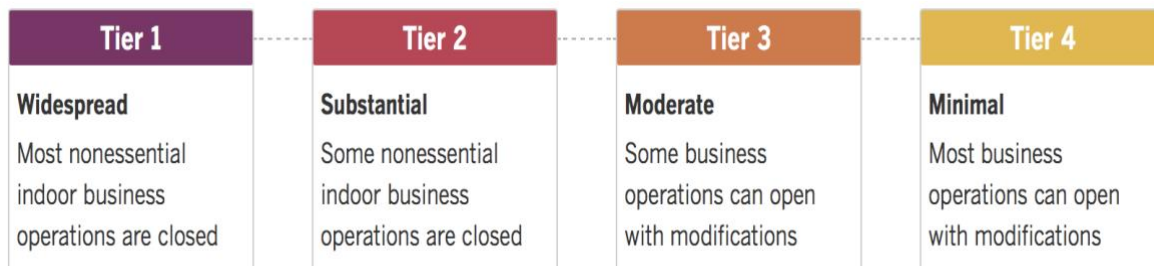 Tier 1
Widespread
Most nonessential
indoor business
operations are closed
Tier 2
Substantial
Some nonessential
indoor business
operations are closed
Tier 3
Moderate
Some business
operations can open
with modifications
Tier 4
Minimal
Most business
operations can open
with modifications